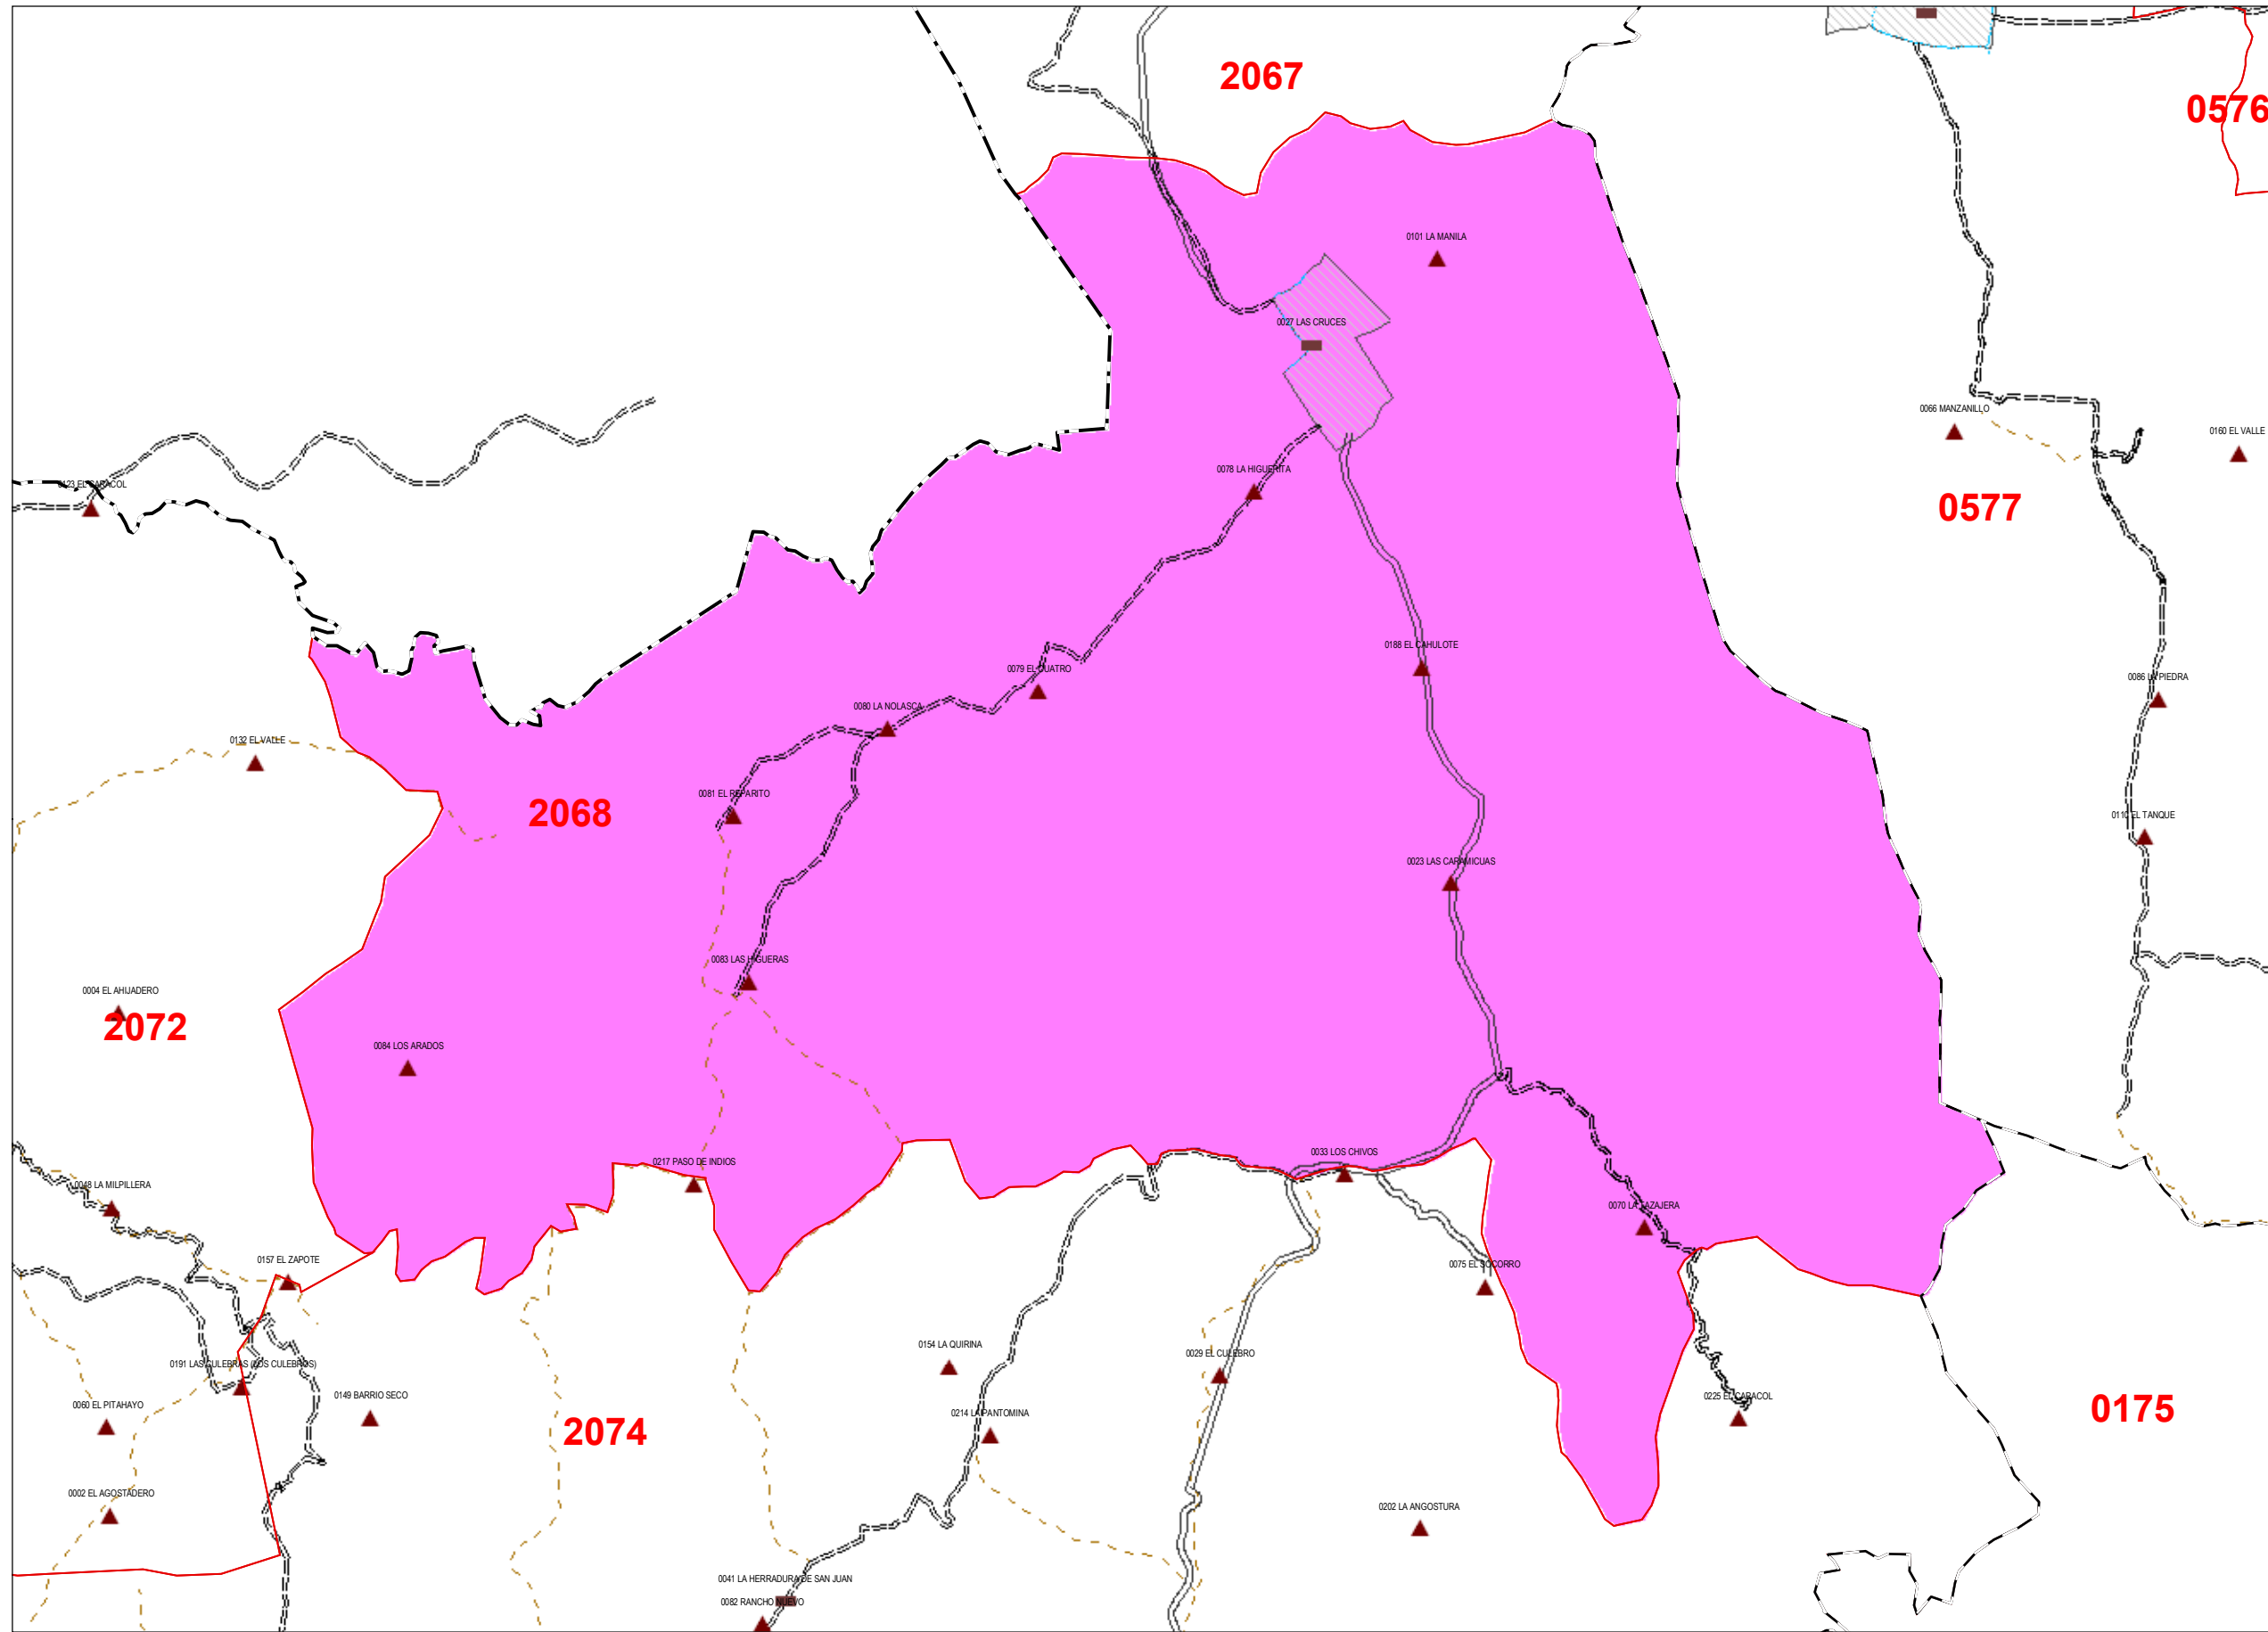 2067
0576
0101 LA MANILA
0027 LAS CRUCES
0066 MANZANILLO
0160 EL VALLE
0078 LA HIGUERITA
0123 EL CARACOL
0577
0188 EL CAHULOTE
0079 EL CUATRO
0086 LA PIEDRA
0080 LA NOLASCA
0132 EL VALLE
0081 EL REPARITO
2068
0110 EL TANQUE
0023 LAS CARAMICUAS
0083 LAS HIGUERAS
0004 EL AHIJADERO
2072
0084 LOS ARADOS
0217 PASO DE INDIOS
0033 LOS CHIVOS
0048 LA MILPILLERA
0070 LA TAZAJERA
0157 EL ZAPOTE
0075 EL SOCORRO
0154 LA QUIRINA
0029 EL CULEBRO
0191 LAS CULEBRAS (LOS CULEBROS)
0149 BARRIO SECO
0225 EL CARACOL
0060 EL PITAHAYO
0214 LA PANTOMINA
0175
2074
0002 EL AGOSTADERO
0202 LA ANGOSTURA
0041 LA HERRADURA DE SAN JUAN
0082 RANCHO NUEVO